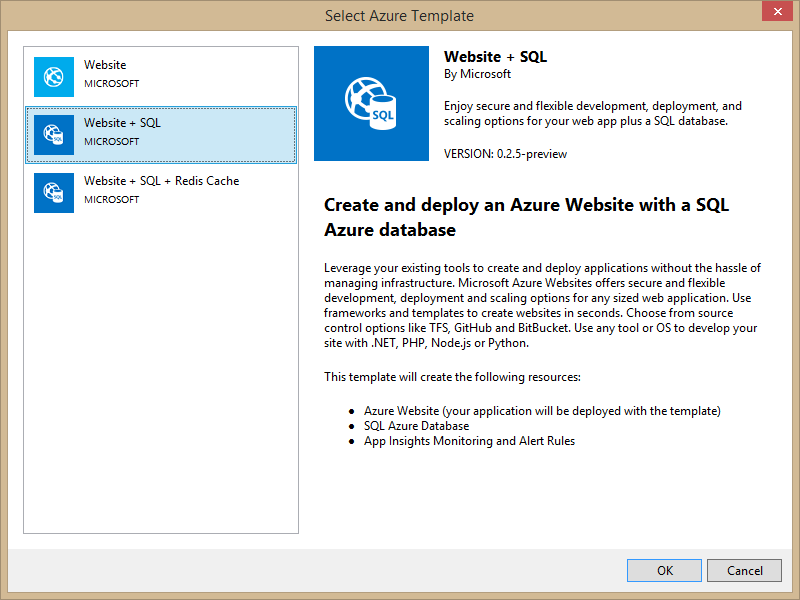 Select Azure Template
Website
MICROSOFT
Website + SQL
MICROSOFT
SQL
Website + SQL + Redis Cache
MICROSOFT
SQL
SQL
Website + SQL
By Microsoft
Enjoy secure and flexible development, deployment, and
scaling options for your web app plus a SQL database.
VERSION: 0.2.5-preview
Create and deploy an Azure Website with a SQL
Azure database
Leverage your existing tools to create and deploy applications without the hassle of
managing infrastructure. Microsoft Azure Websites offers secure and flexible
development, deployment and scaling options for any sized web application. Use
frameworks and templates to create websites in seconds. Choose from source
control options like TFS, GitHub and BitBucket. Use any tool or OS to develop your
site with .NET, PHP, Node.js or Python.
This template will create the following resources:
• Azure Website (your application will be deployed with the template)
• SQL Azure Database
• App Insights Monitoring and Alert Rules
OK
Cancel